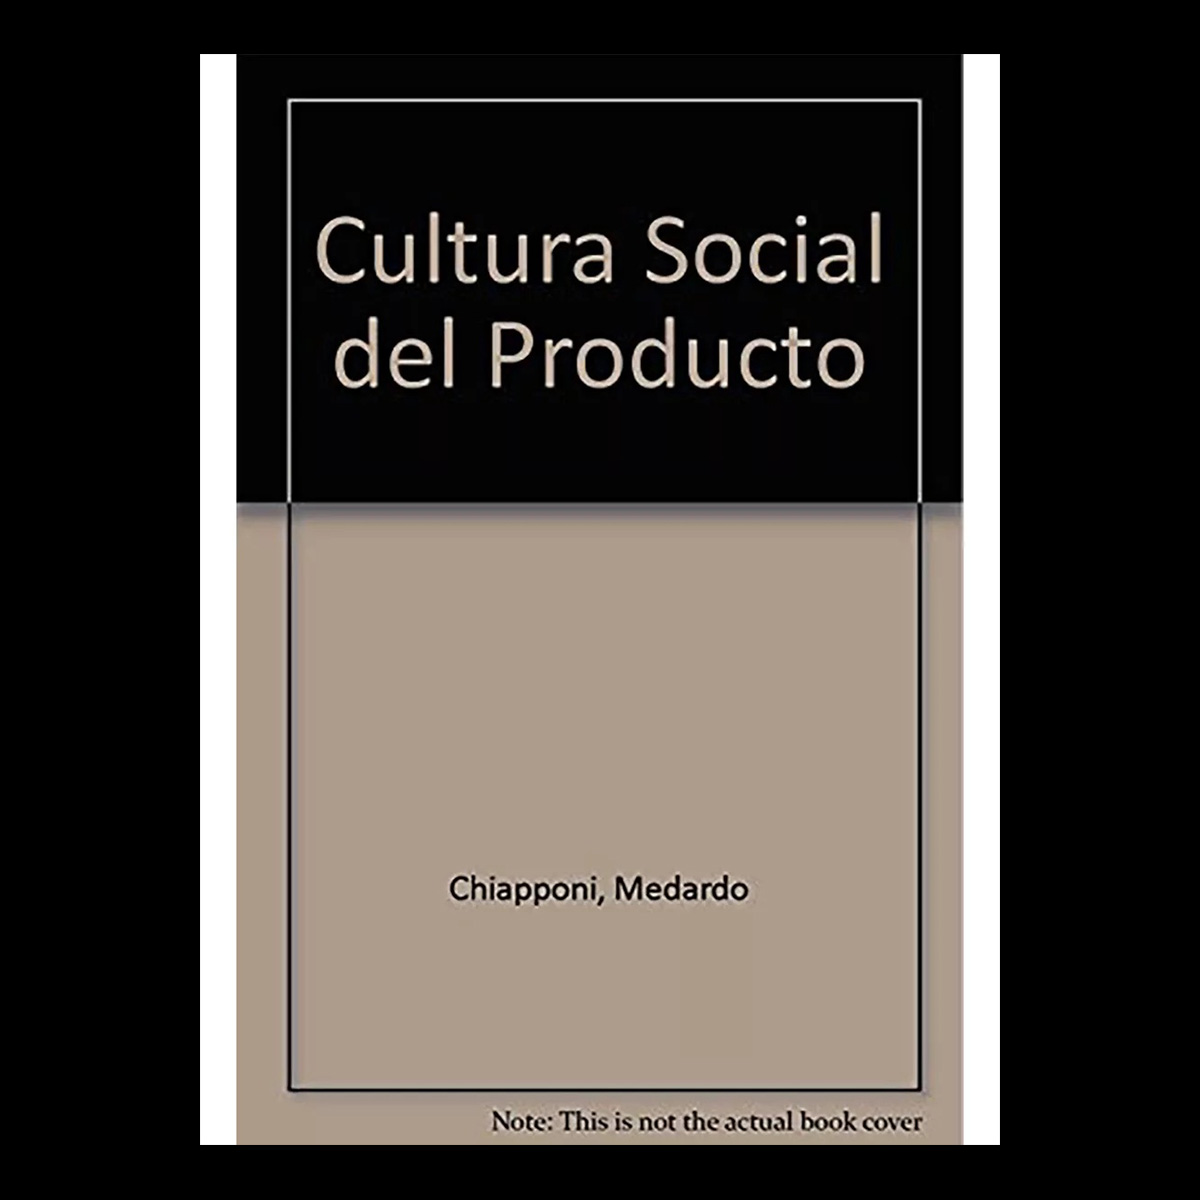 Cultura Social
del Producto
Chiapponi, Medardo
Note: This is not the actual book cover